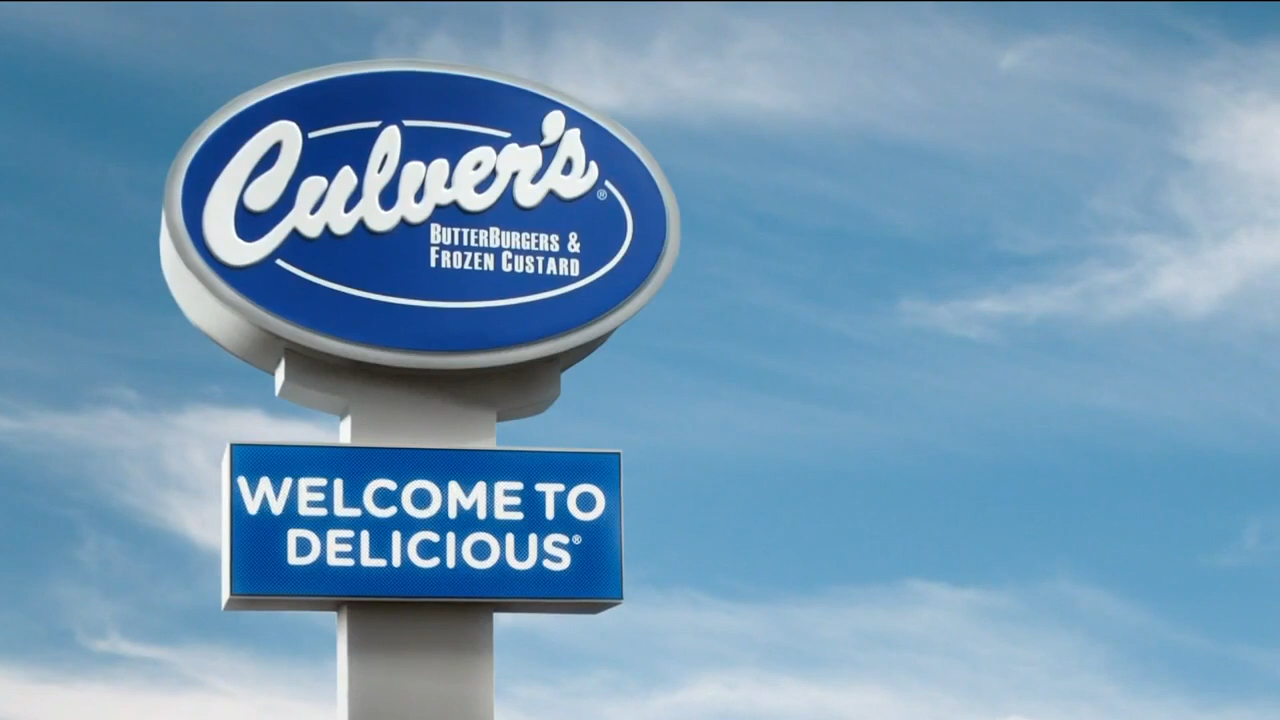 Culver's®
ButterBurgers &
Frozen Custard
WELCOME TO
DELICIOUS®